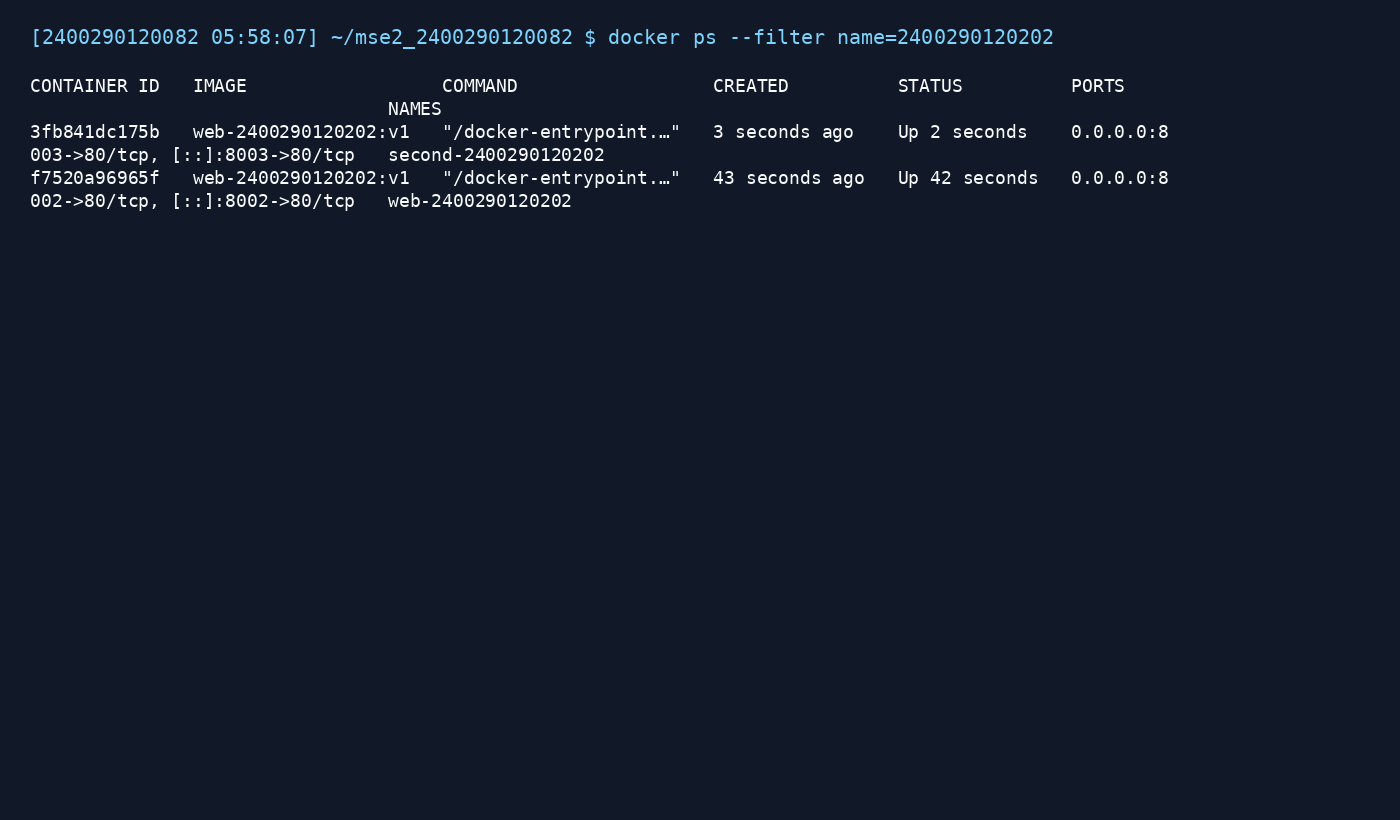 [2400290120082 05:58:07] ~/mse2_2400290120082 $ docker ps --filter name=2400290120202
CONTAINER ID   IMAGE                  COMMAND                  CREATED          STATUS          PORTS
                                 NAMES
3fb841dc175b   web-2400290120202:v1   "/docker-entrypoint.…"   3 seconds ago    Up 2 seconds    0.0.0.0:8
003->80/tcp, [::]:8003->80/tcp   second-2400290120202
f7520a96965f   web-2400290120202:v1   "/docker-entrypoint.…"   43 seconds ago   Up 42 seconds   0.0.0.0:8
002->80/tcp, [::]:8002->80/tcp   web-2400290120202